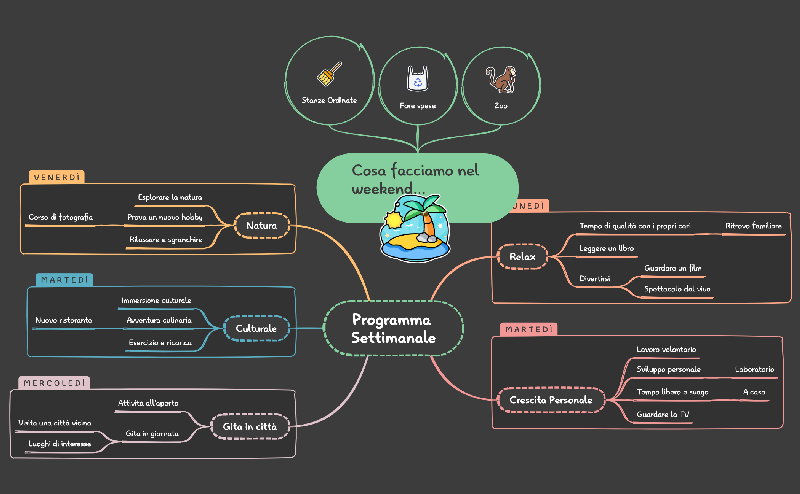 Stanze Ordinate
Fare spese
Zoo
Cosa facciamo nel
weekend...
VENERDÌ
Esplorare la natura
Corso di fotografia
Prova un nuovo hobby
Rilassare e sgranchire
Natura
LUNEDÌ
Tempo di qualità con i propri cari
Ritrovo familiare
Leggere un libro
Relax
Divertirsi
Guardare un film
Spettacolo dal vivo
MARTEDÌ
Immersione culturale
Nuovo ristorante
Avventura culinaria
Esercizio e ricarica
Culturale
Programma
Settimanale
MARTEDÌ
Lavoro volontario
Sviluppo personale
Laboratorio
Crescita Personale
Tempo libero o svago
A casa
Guardare la TV
MERCOLEDÌ
Attività all'aperto
Visita una città vicina
Gita in giornata
Luoghi di interesse
Gita in città